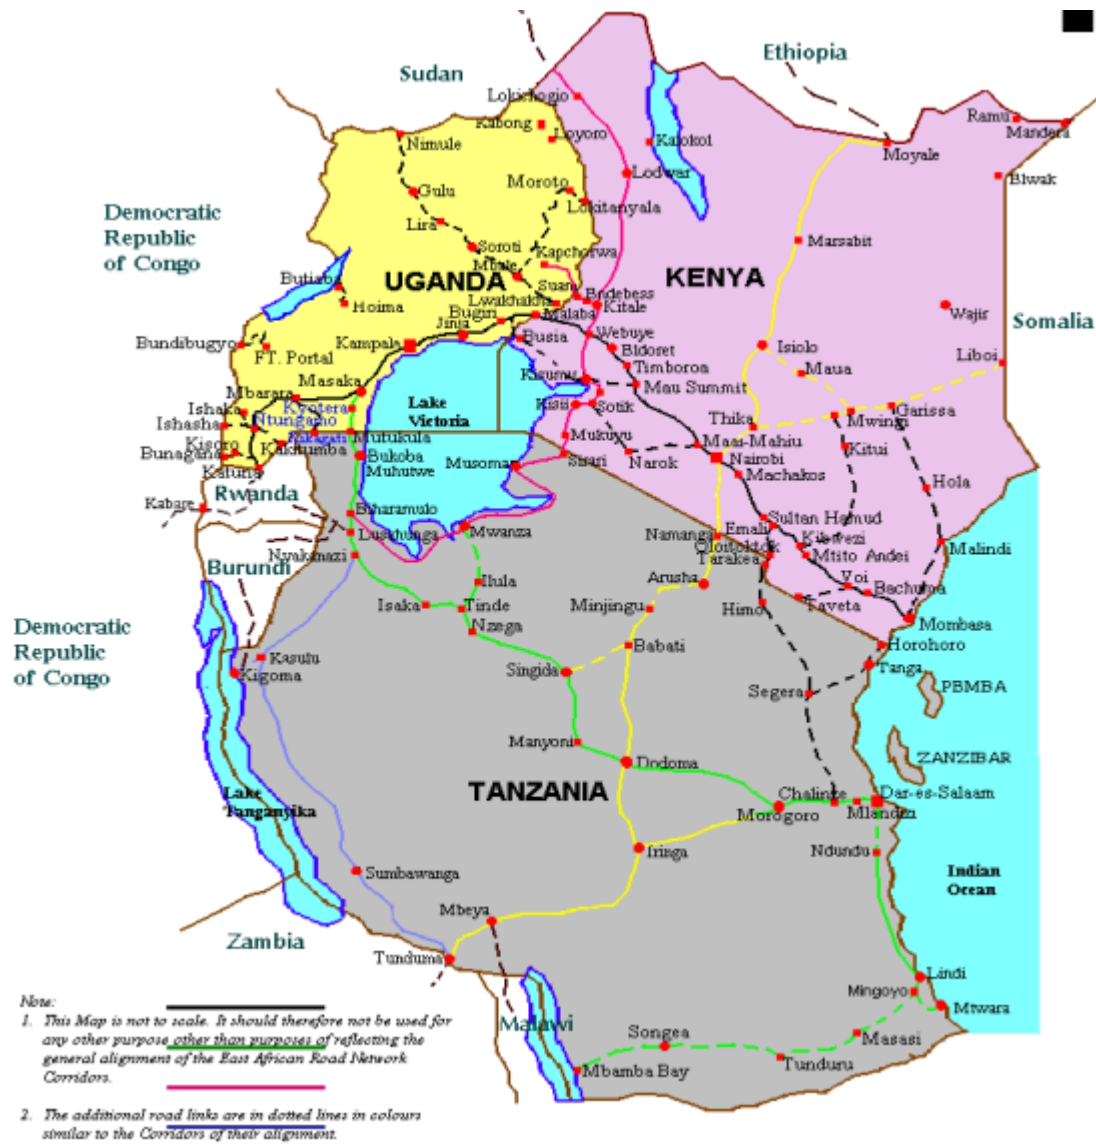 Sudan
Ethiopia
Lokichogio
Kabong
Loyoro
Kalokol
Ramu
Mandera
Nimule
Moyale
Lodwar
Elwak
Moroto
Gulu
Lokitanyala
Democratic
Republic
of Congo
Lira
Marsabit
Soroti
Kapchorwa
Mbale
UGANDA
KENYA
Butiaba
Suam
Endebess
Hoima
Lwakhakha
Kitale
Wajir
Somalia
Bugiri
Malaba
Jinja
Bundibugyo
Kampala
Busia
Webuye
Eldoret
Isiolo
Liboi
FT. Portal
Timboroa
Maua
Masaka
Kisumu
Mau Summit
Mbarara
Lake
Victoria
Ishaka
Kyotera
Kisii
Sotik
Thika
Mwingi
Garissa
Ishasha
Ntungamo
Kisoro
Kikagati
Mutukula
Mukuyu
Maai-Mahiu
Kitui
Bunagana
Kakitumba
Bukoba
Sirari
Narok
Nairobi
Katuna
Muhutwe
Musoma
Machakos
Rwanda
Hola
Kabare
Biharamulo
Sultan Hamud
Lusahunga
Mwanza
Namanga
Emali
Kibwezi
Oloitoktok
Malindi
Nyakanazi
Tarakea
Mtito Andei
Burundi
Ilula
Arusha
Voi
Bachuma
Isaka
Tinde
Minjingu
Himo
Taveta
Mombasa
Nzega
Democratic
Republic
of Congo
Babati
Horohoro
Kasulu
Tanga
Kigoma
Singida
Segera
PEMBA
Manyoni
Dodoma
ZANZIBAR
TANZANIA
Lake
Tanganyika
Chalinze
Dar-es-Salaam
Morogoro
Mlandizi
Iringa
Ndundu
Sumbawanga
Indian
Ocean
Mbeya
Zambia
Tunduma
Lindi
Mingoyo
Mtwara
Malawi
Songea
Masasi
Mbamba Bay
Tunduru
Note:
1. This Map is not to scale. It should therefore not be used for
any other purpose other than purposes of reflecting the
general alignment of the East African Road Network
Corridors.
2. The additional road links are in dotted lines in colours
similar to the Corridors of their alignment.